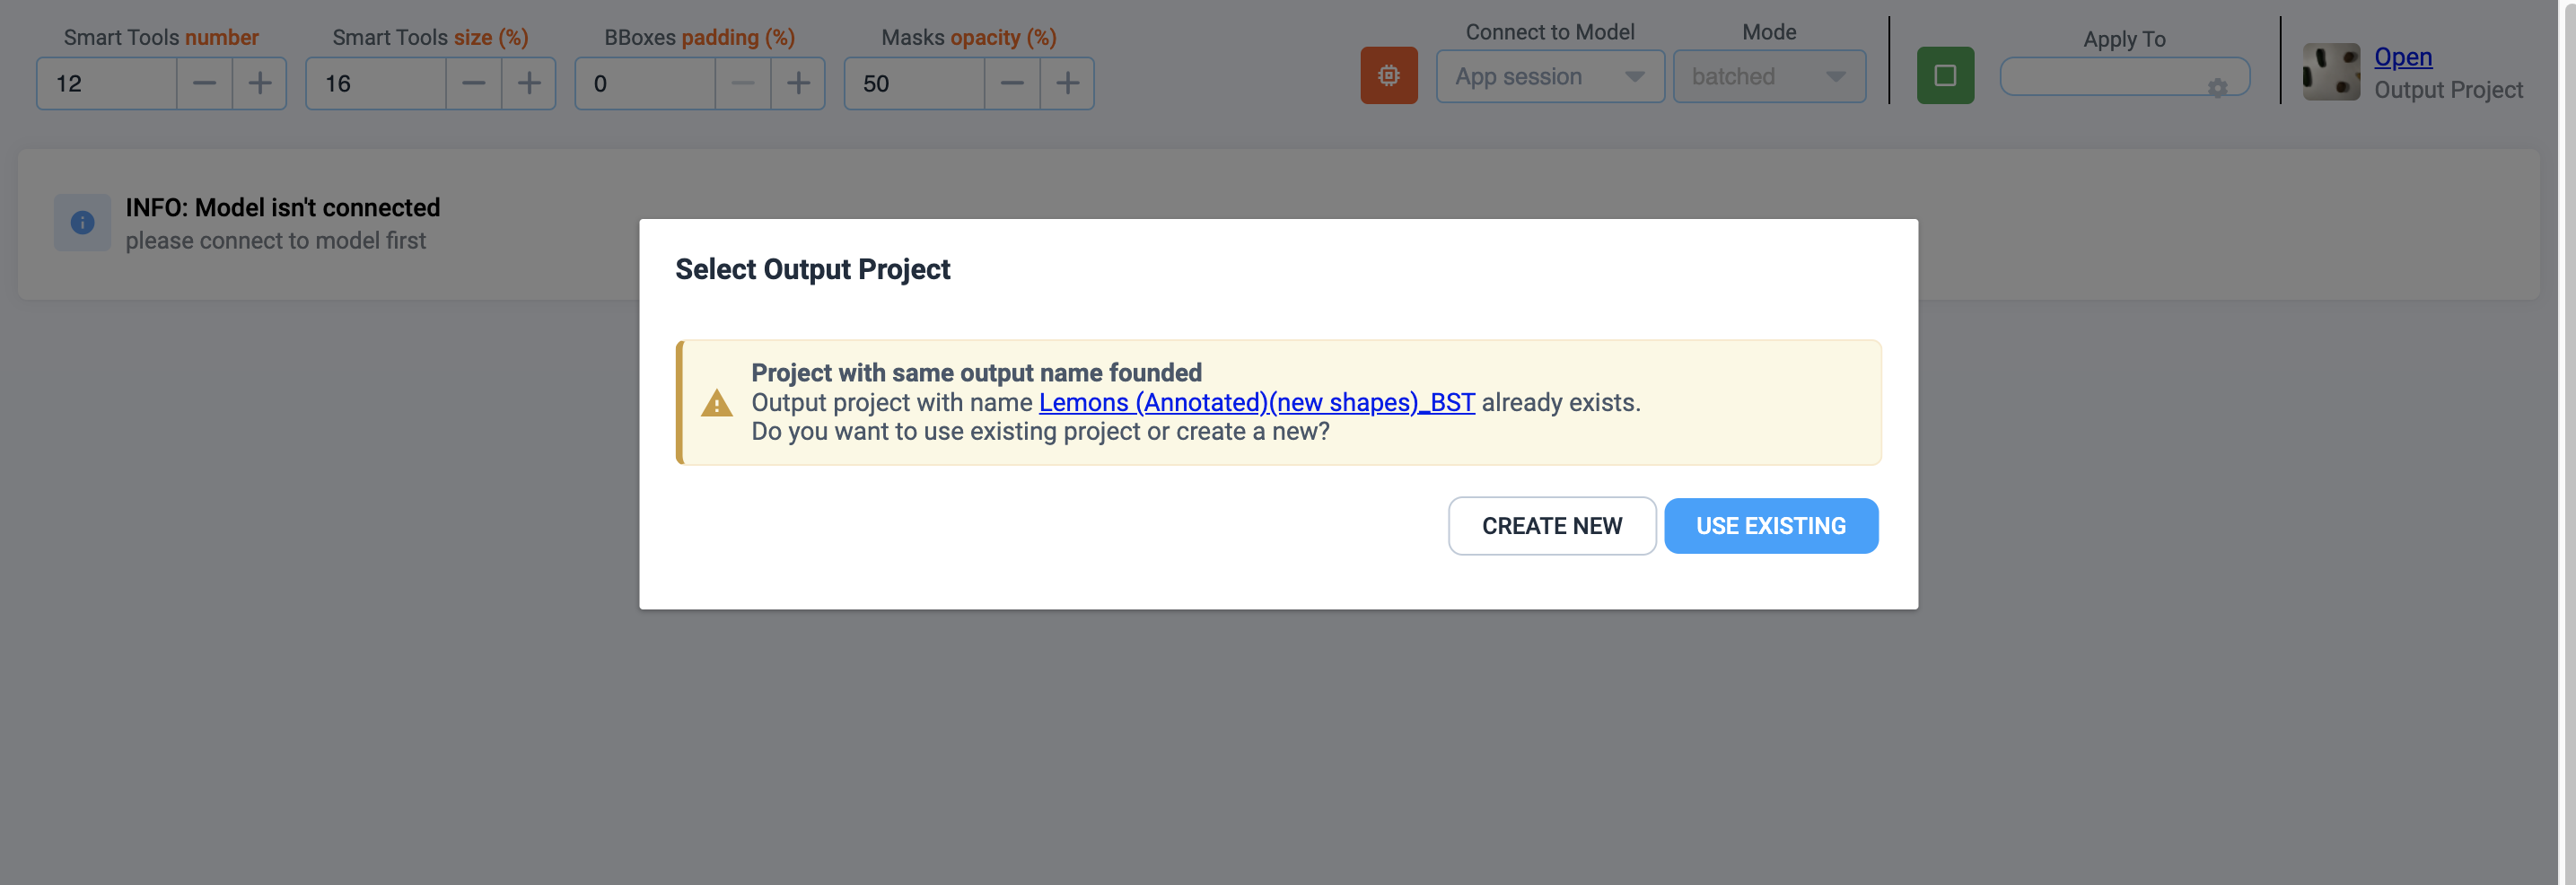 Smart Tools number
Smart Tools size (%)
BBoxes padding (%)
Masks opacity (%)
Connect to Model
Mode
Apply To
12
16
0
50
App session
batched
Open
Output Project
INFO: Model isn't connected
please connect to model first
Select Output Project
Project with same output name founded
Output project with name Lemons (Annotated)(new shapes)_BST already exists.
Do you want to use existing project or create a new?
CREATE NEW
USE EXISTING